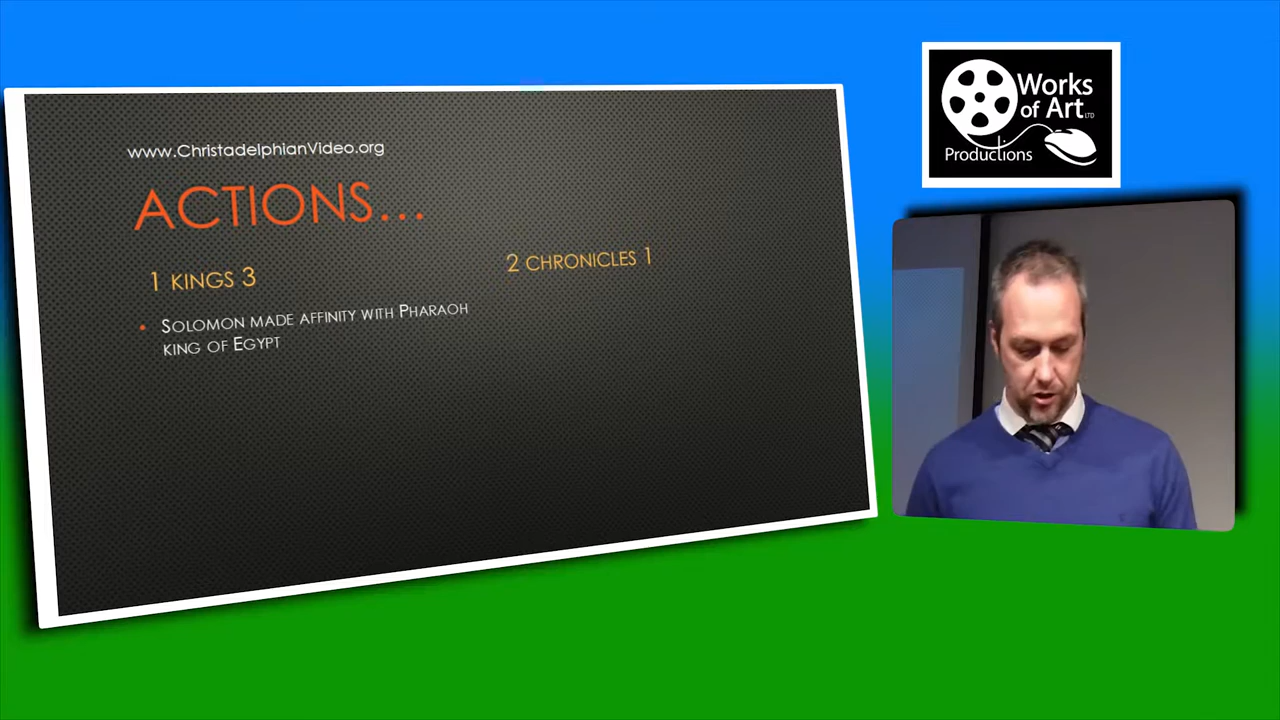 www.ChristadelphianVideo.org
ACTIONS...
1 KINGS 3
2 CHRONICLES 1
• SOLOMON MADE AFFINITY WITH PHARAOH
KING OF EGYPT
Works
of Art LTD
Productions